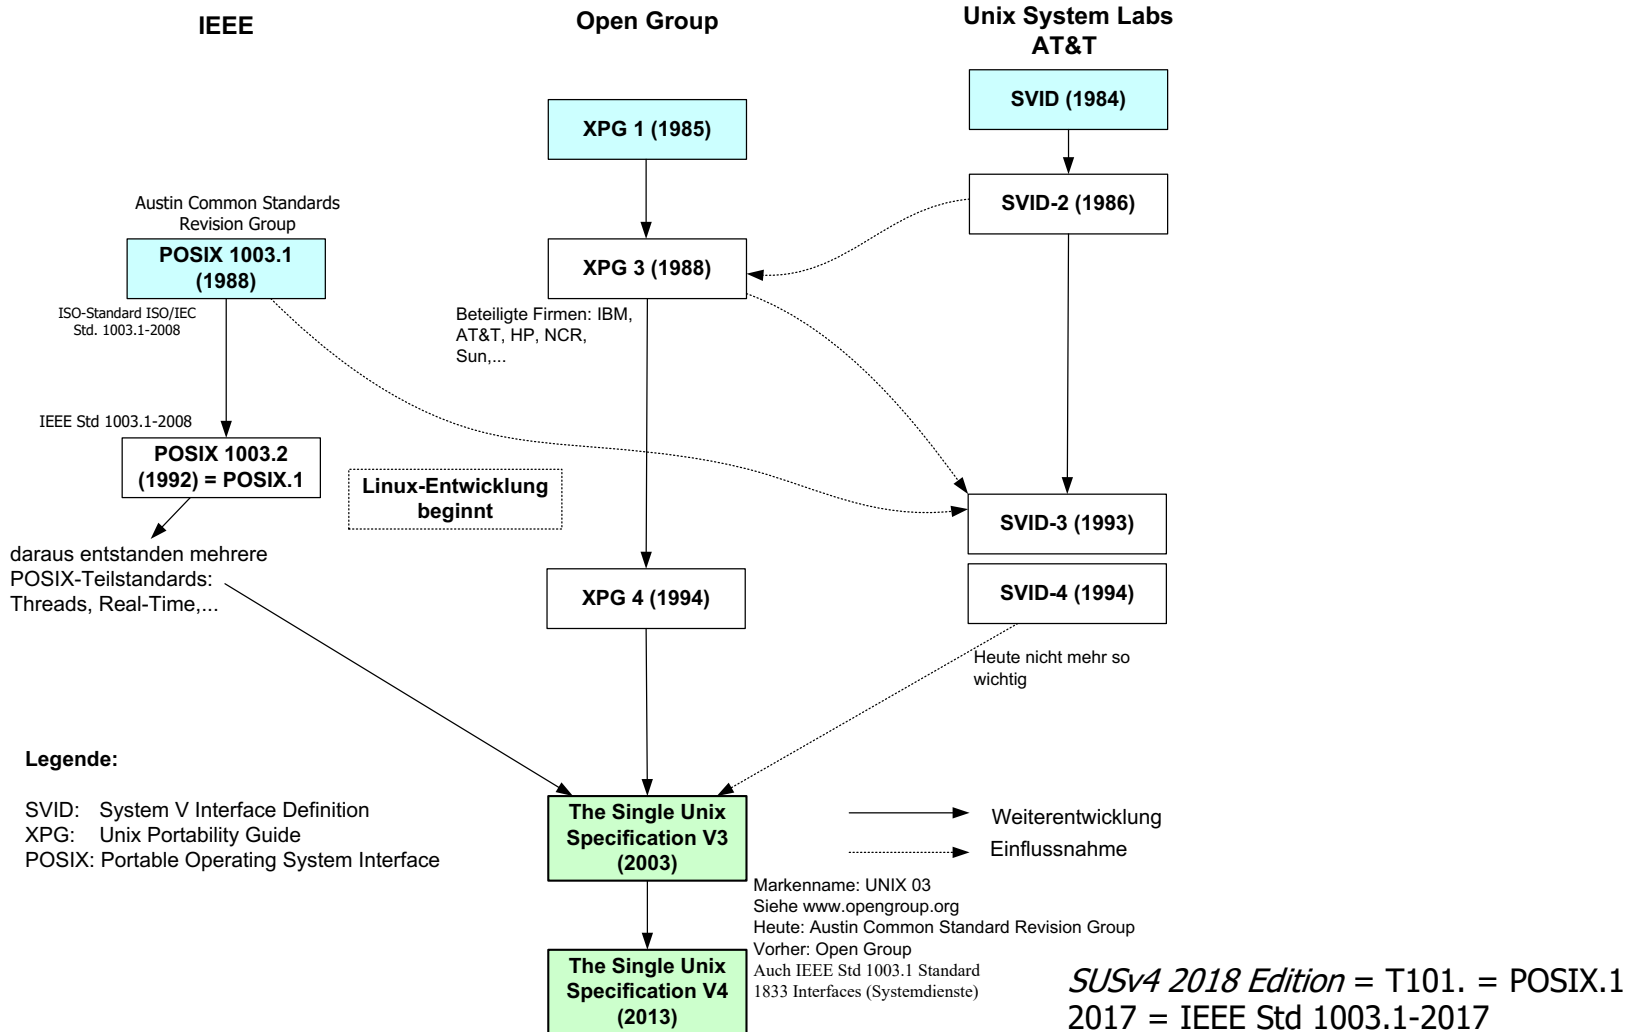 IEEE
Open Group
Unix System Labs
AT&T
SVID (1984)
XPG 1 (1985)
SVID-2 (1986)
Austin Common Standards
Revision Group
POSIX 1003.1
(1988)
XPG 3 (1988)
ISO-Standard ISO/IEC
Std. 1003.1-2008
Beteiligte Firmen: IBM,
AT&T, HP, NCR,
Sun,...
IEEE Std 1003.1-2008
POSIX 1003.2
(1992) = POSIX.1
Linux-Entwicklung
beginnt
SVID-3 (1993)
daraus entstanden mehrere
POSIX-Teilstandards:
Threads, Real-Time,...
XPG 4 (1994)
SVID-4 (1994)
Heute nicht mehr so
wichtig
Legende:
SVID: System V Interface Definition
XPG: Unix Portability Guide
POSIX: Portable Operating System Interface
The Single Unix
Specification V3
(2003)
Weiterentwicklung
Einflussnahme
Markenname: UNIX 03
Siehe www.opengroup.org
Heute: Austin Common Standard Revision Group
Vorher: Open Group
Auch IEEE Std 1003.1 Standard
1833 Interfaces (Systemdienste)
The Single Unix
Specification V4
(2013)
SUSv4 2018 Edition = T101. = POSIX.1
2017 = IEEE Std 1003.1-2017